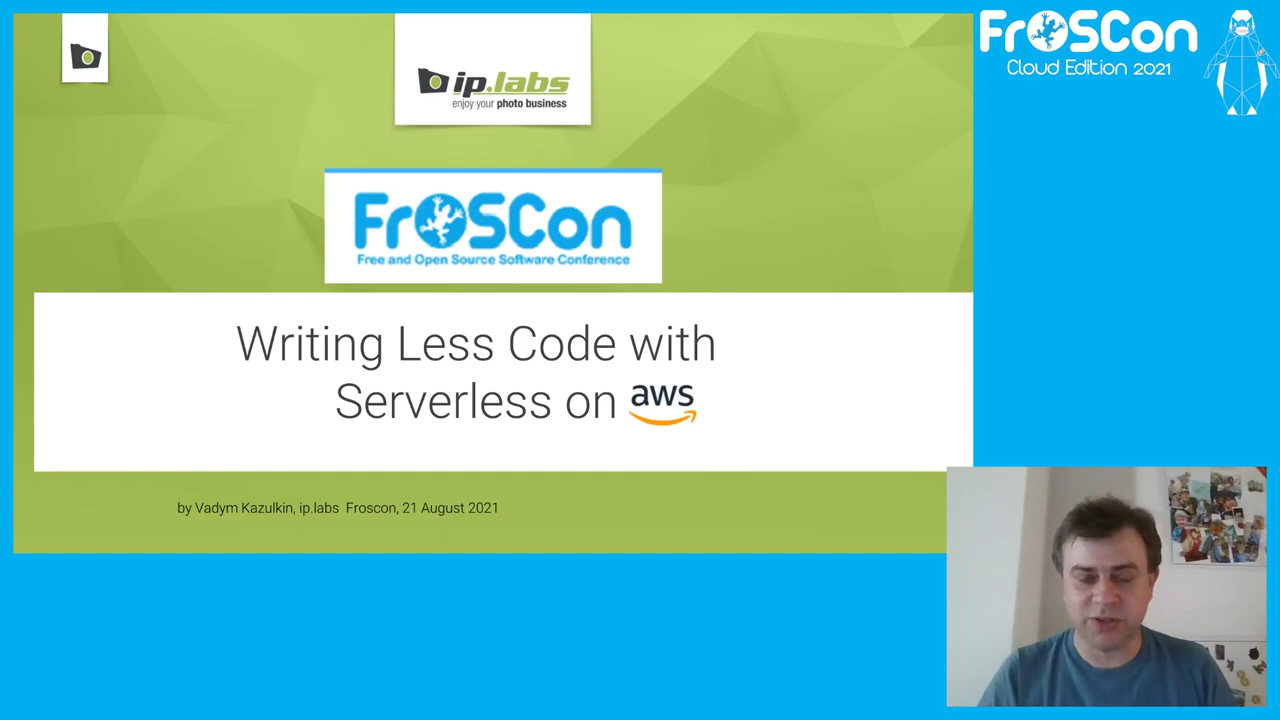 FrOSCon
Cloud Edition 2021
ip.labs
enjoy your photo business
FrOSCon
Free and Open Source Software Conference
Writing Less Code with
Serverless on aws
by Vadym Kazulkin, ip.labs Froscon, 21 August 2021